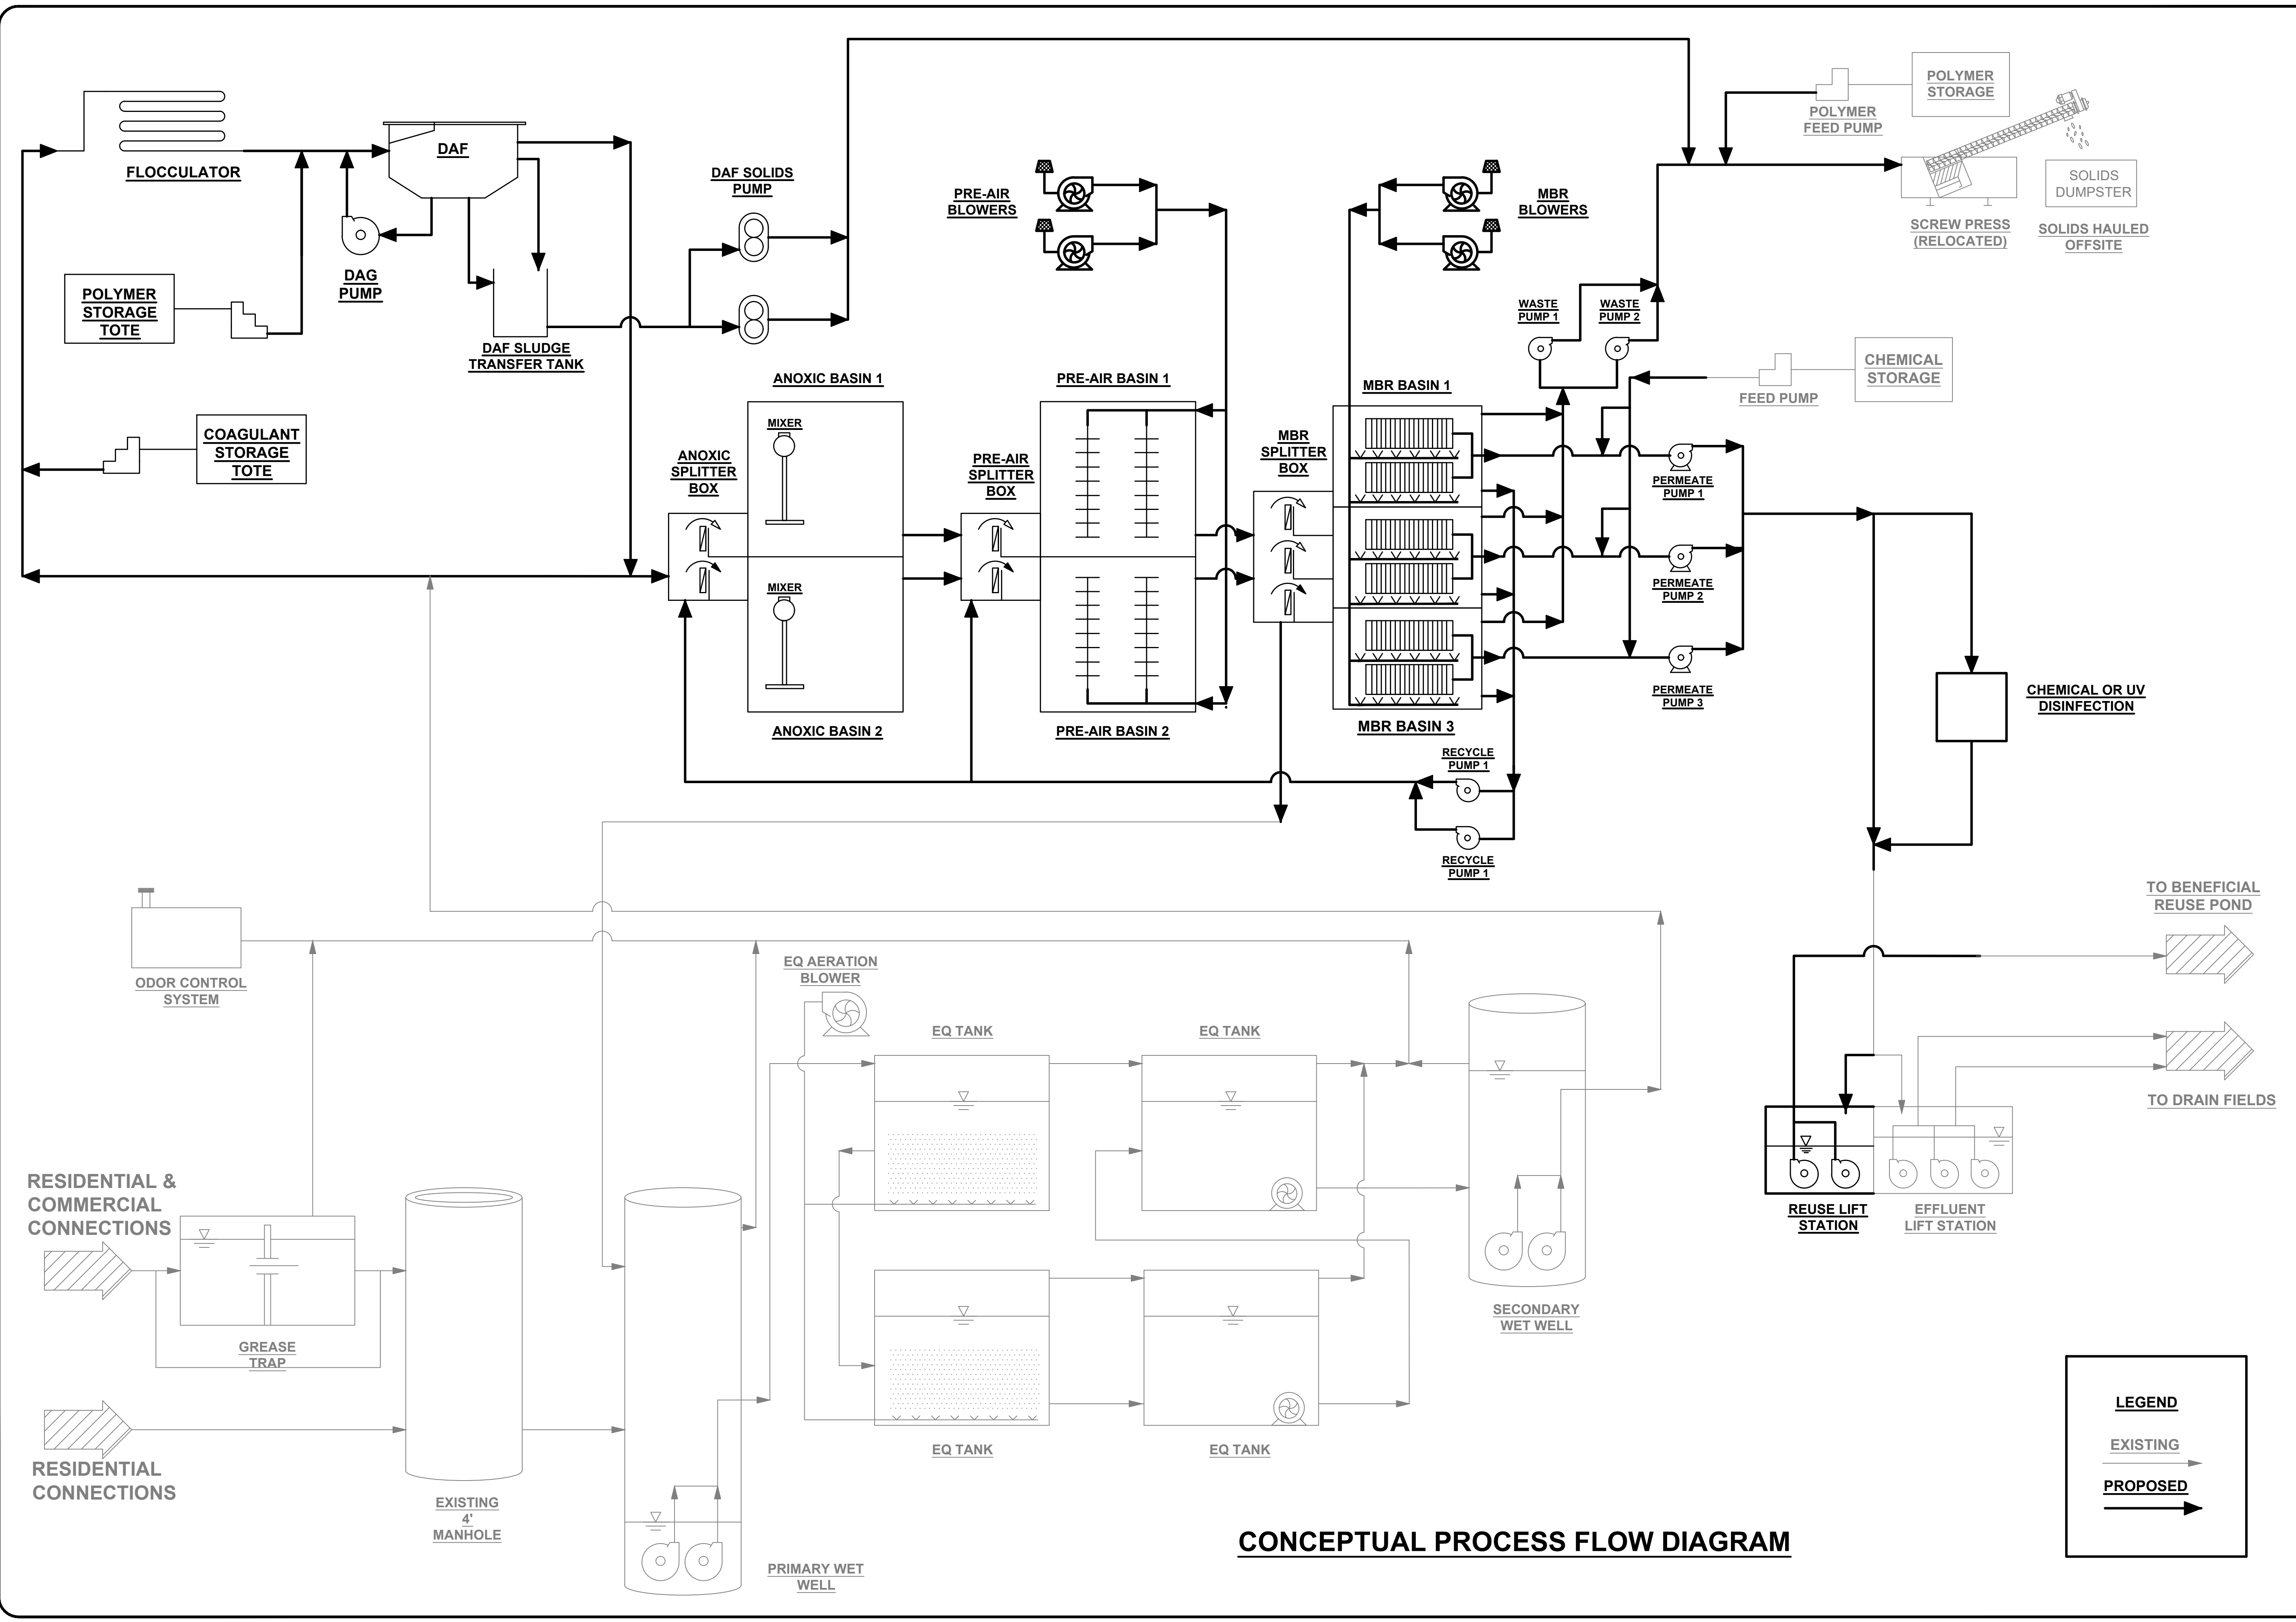 POLYMER
STORAGE
POLYMER
FEED PUMP
SOLIDS
DUMPSTER
SCREW PRESS
(RELOCATED)
SOLIDS HAULED
OFFSITE
FLOCCULATOR
DAF
DAF SOLIDS
PUMP
PRE-AIR
BLOWERS
MBR
BLOWERS
DAG
PUMP
POLYMER
STORAGE
TOTE
DAF SLUDGE
TRANSFER TANK
WASTE
PUMP 1
WASTE
PUMP 2
CHEMICAL
STORAGE
FEED PUMP
COAGULANT
STORAGE
TOTE
ANOXIC BASIN 1
PRE-AIR BASIN 1
MBR BASIN 1
MIXER
ANOXIC
SPLITTER
BOX
PRE-AIR
SPLITTER
BOX
MBR
SPLITTER
BOX
PERMEATE
PUMP 1
MIXER
PERMEATE
PUMP 2
PERMEATE
PUMP 3
CHEMICAL OR UV
DISINFECTION
ANOXIC BASIN 2
PRE-AIR BASIN 2
MBR BASIN 3
RECYCLE
PUMP 1
RECYCLE
PUMP 1
TO BENEFICIAL
REUSE POND
ODOR CONTROL
SYSTEM
EQ AERATION
BLOWER
EQ TANK
EQ TANK
TO DRAIN FIELDS
RESIDENTIAL &
COMMERCIAL
CONNECTIONS
REUSE LIFT
STATION
EFFLUENT
LIFT STATION
GREASE
TRAP
SECONDARY
WET WELL
RESIDENTIAL
CONNECTIONS
EQ TANK
EQ TANK
EXISTING
4'
MANHOLE
PRIMARY WET
WELL
CONCEPTUAL PROCESS FLOW DIAGRAM
LEGEND
EXISTING
PROPOSED